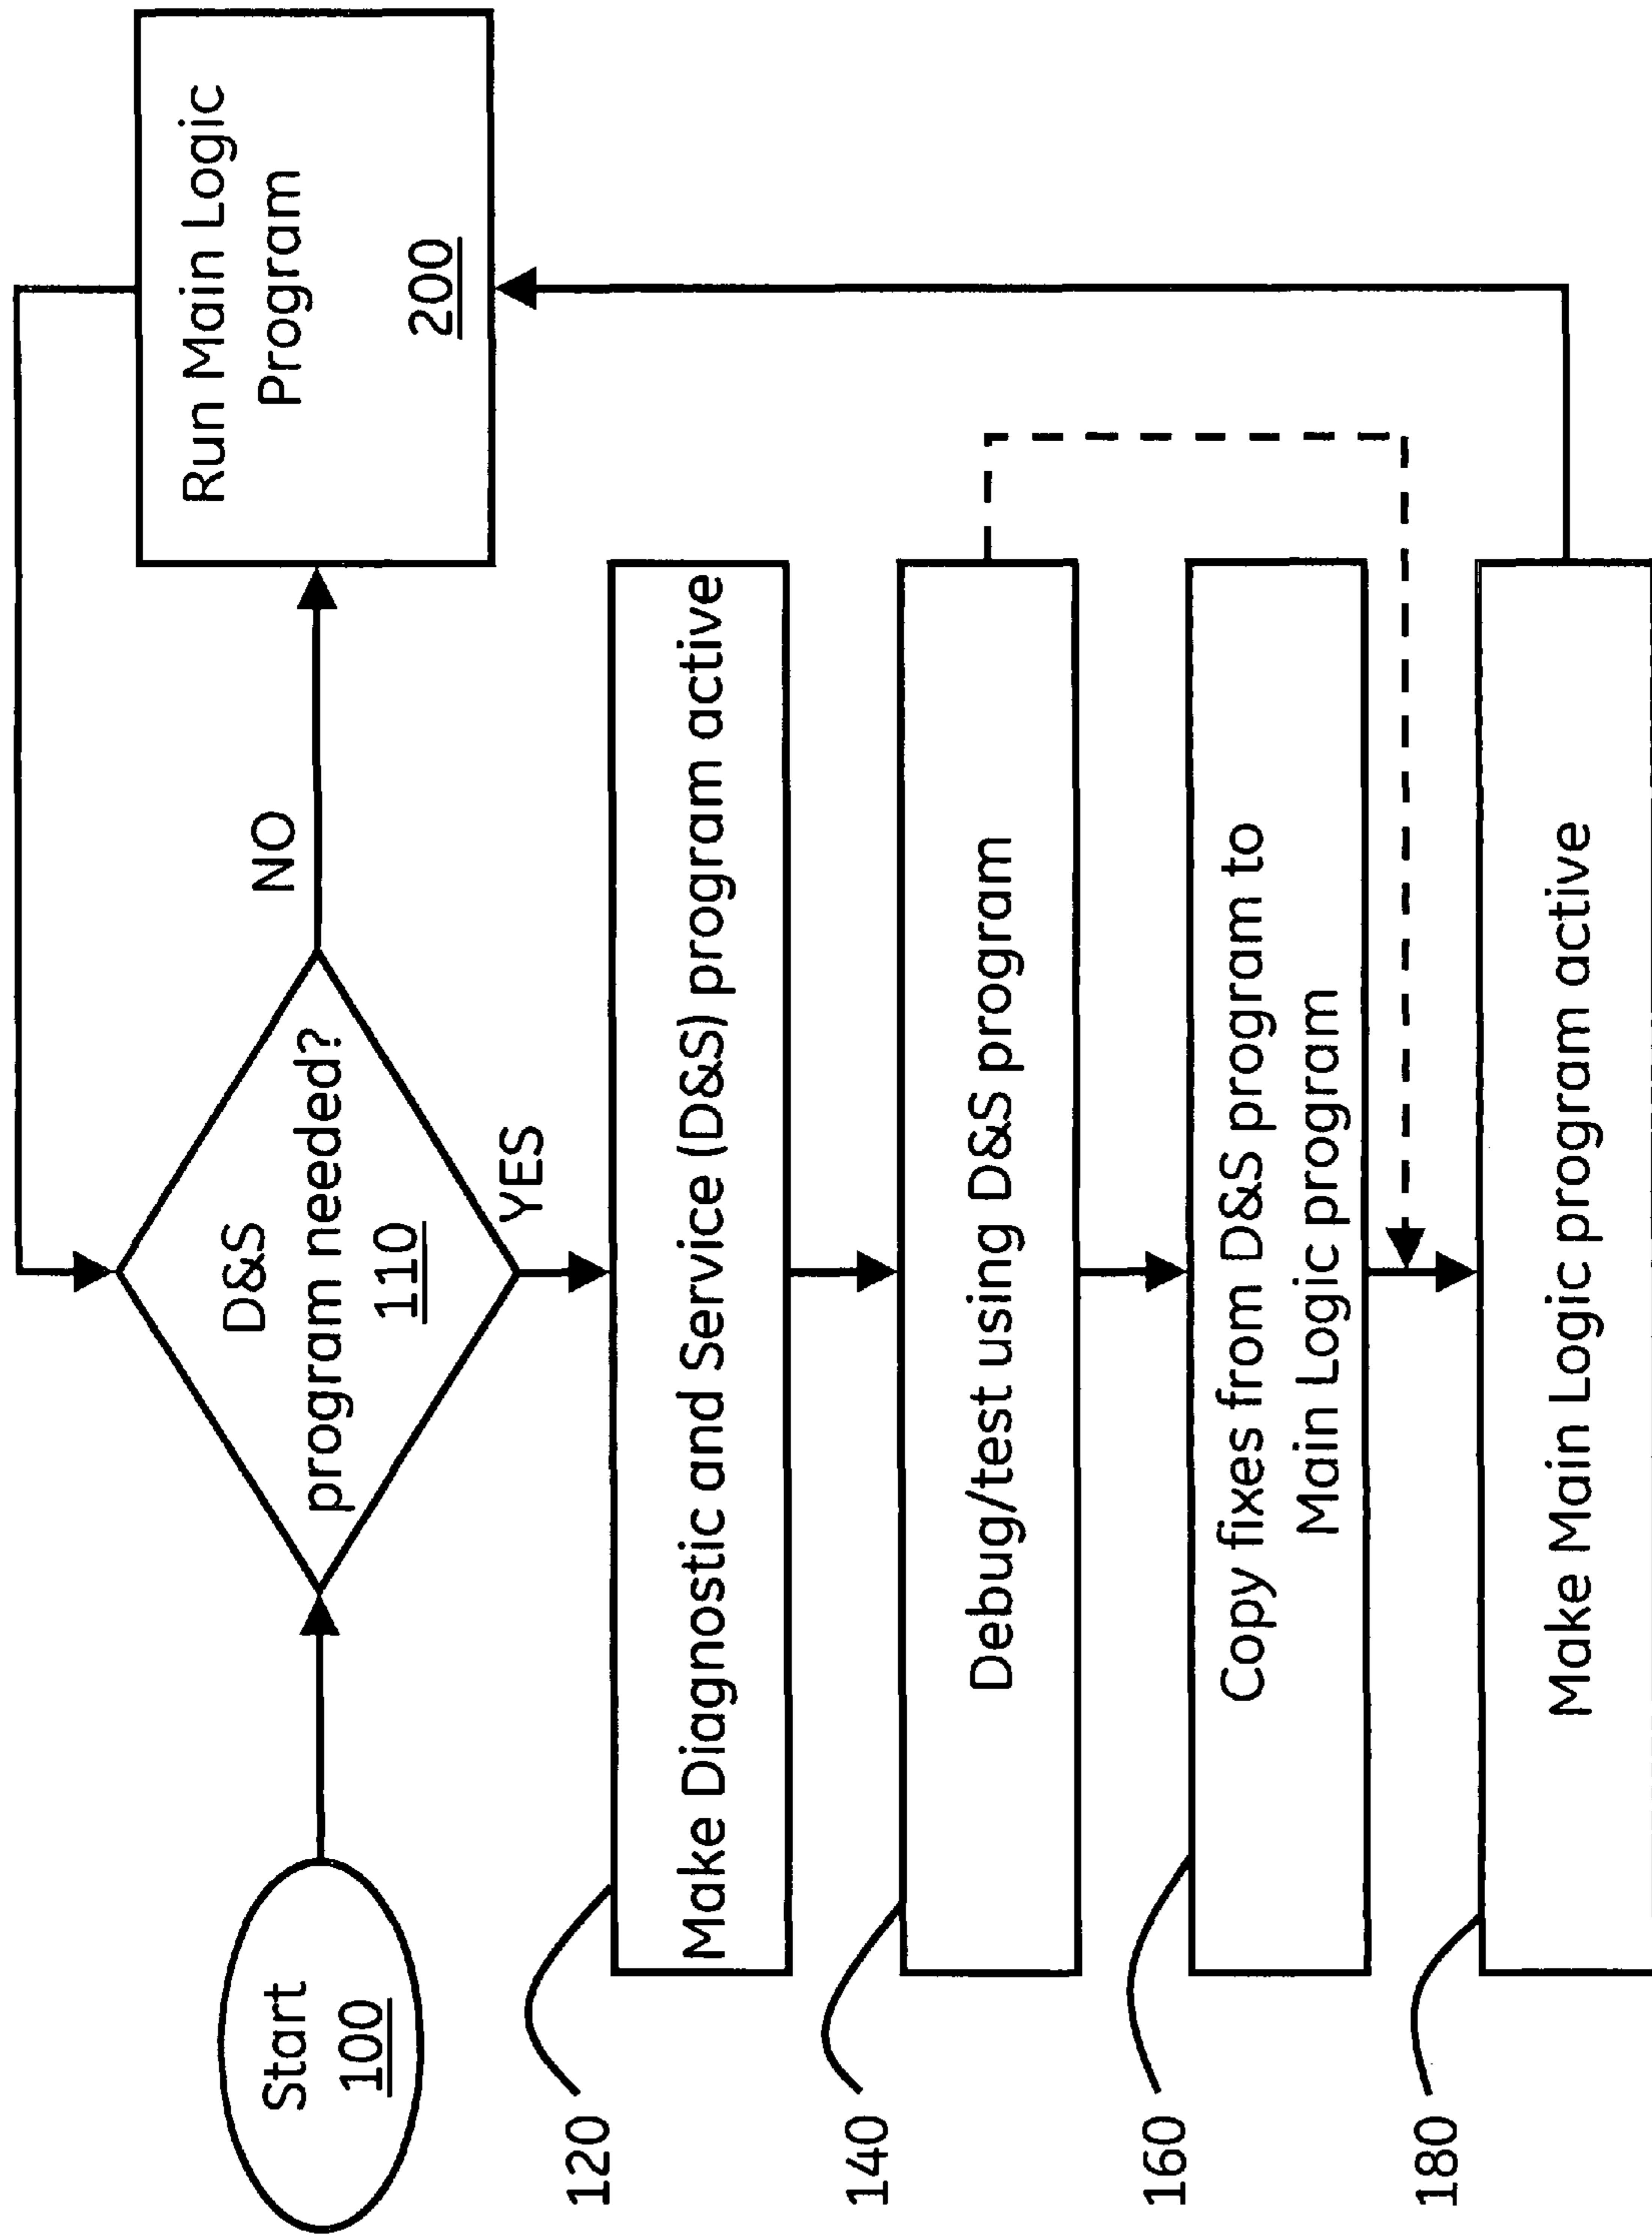 Start
100
D&S
program needed?
110
NO
YES
Run Main Logic
Program
200
120
Make Diagnostic and Service (D&S) program active
140
Debug/test using D&S program
160
Copy fixes from D&S program to
Main Logic program
180
Make Main Logic program active